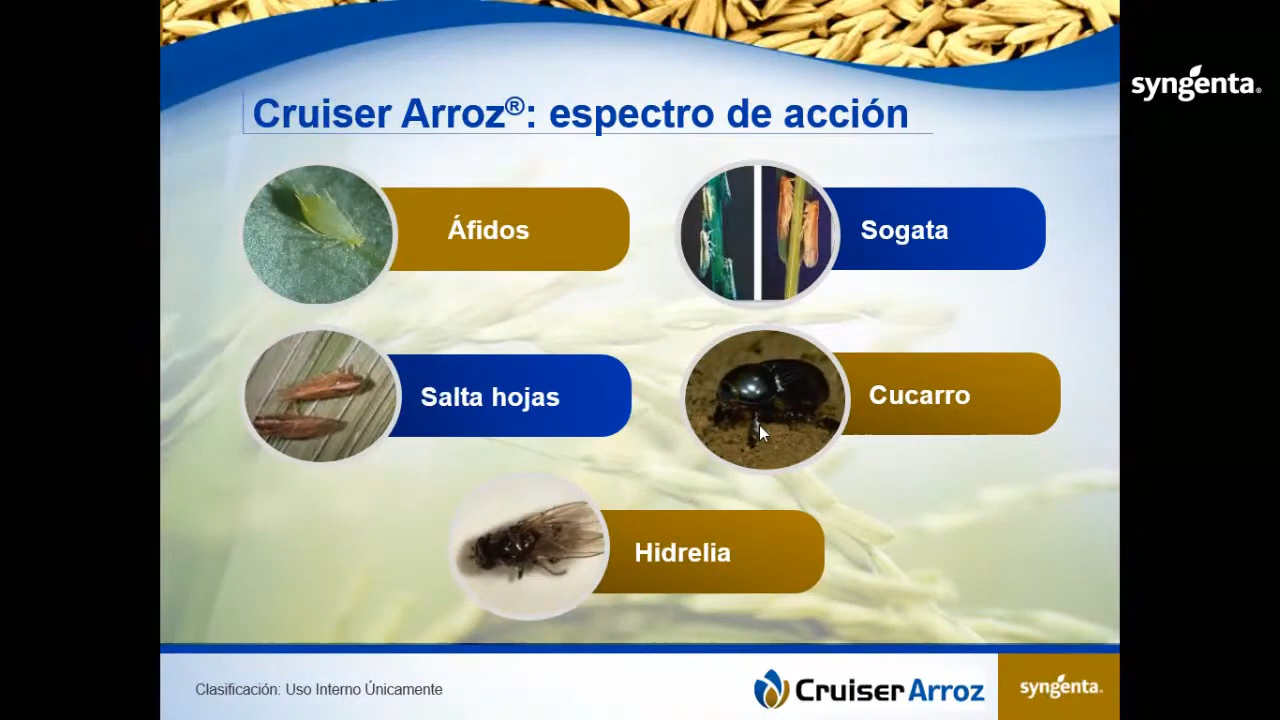 syngenta®
Cruiser Arroz®: espectro de acción
Áfidos
Sogata
Salta hojas
Cucarro
Hidrelia
Clasificación: Uso Interno Únicamente
Cruiser Arroz
syngenta®